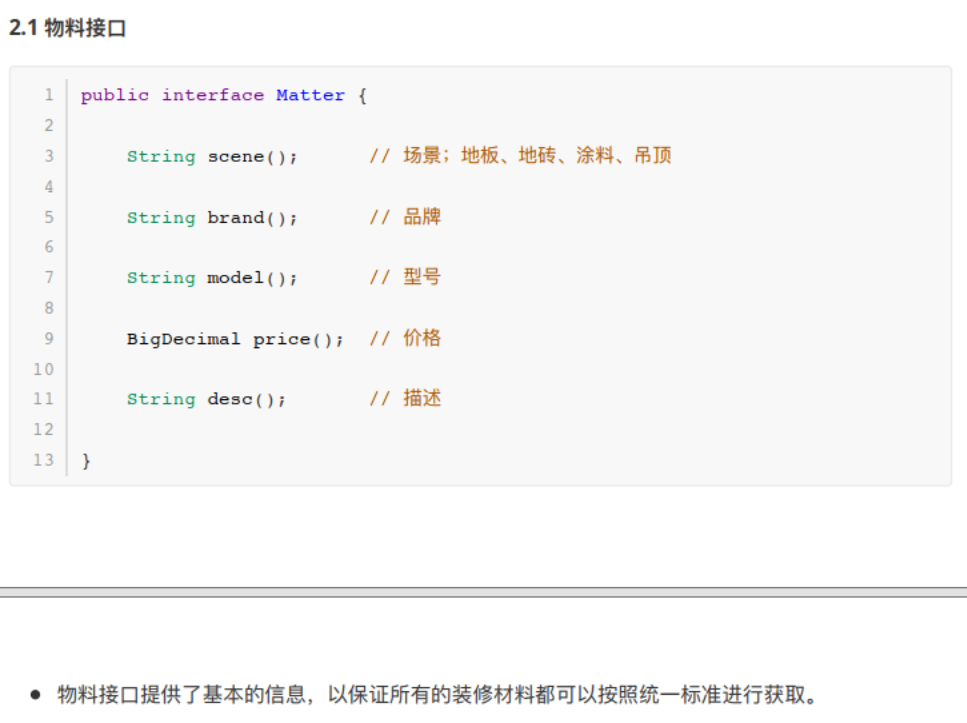 2.1 物料接口
1 public interface Matter {
2
3 String scene(); // 场景；地板、地砖、涂料、吊顶
4
5 String brand(); // 品牌
6
7 String model(); // 型号
8
9 BigDecimal price(); // 价格
10
11 String desc(); // 描述
12
13 }
● 物料接口提供了基本的信息，以保证所有的装修材料都可以按照统一标准进行获取。